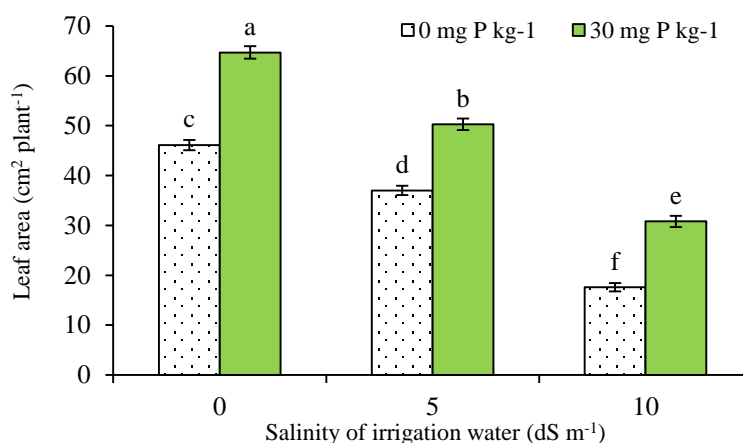 70
60
50
40
30
20
10
0
Leaf area (cm² plant⁻¹)
0 mg P kg-1
30 mg P kg-1
c
a
d
b
f
e
0
5
10
Salinity of irrigation water (dS m⁻¹)